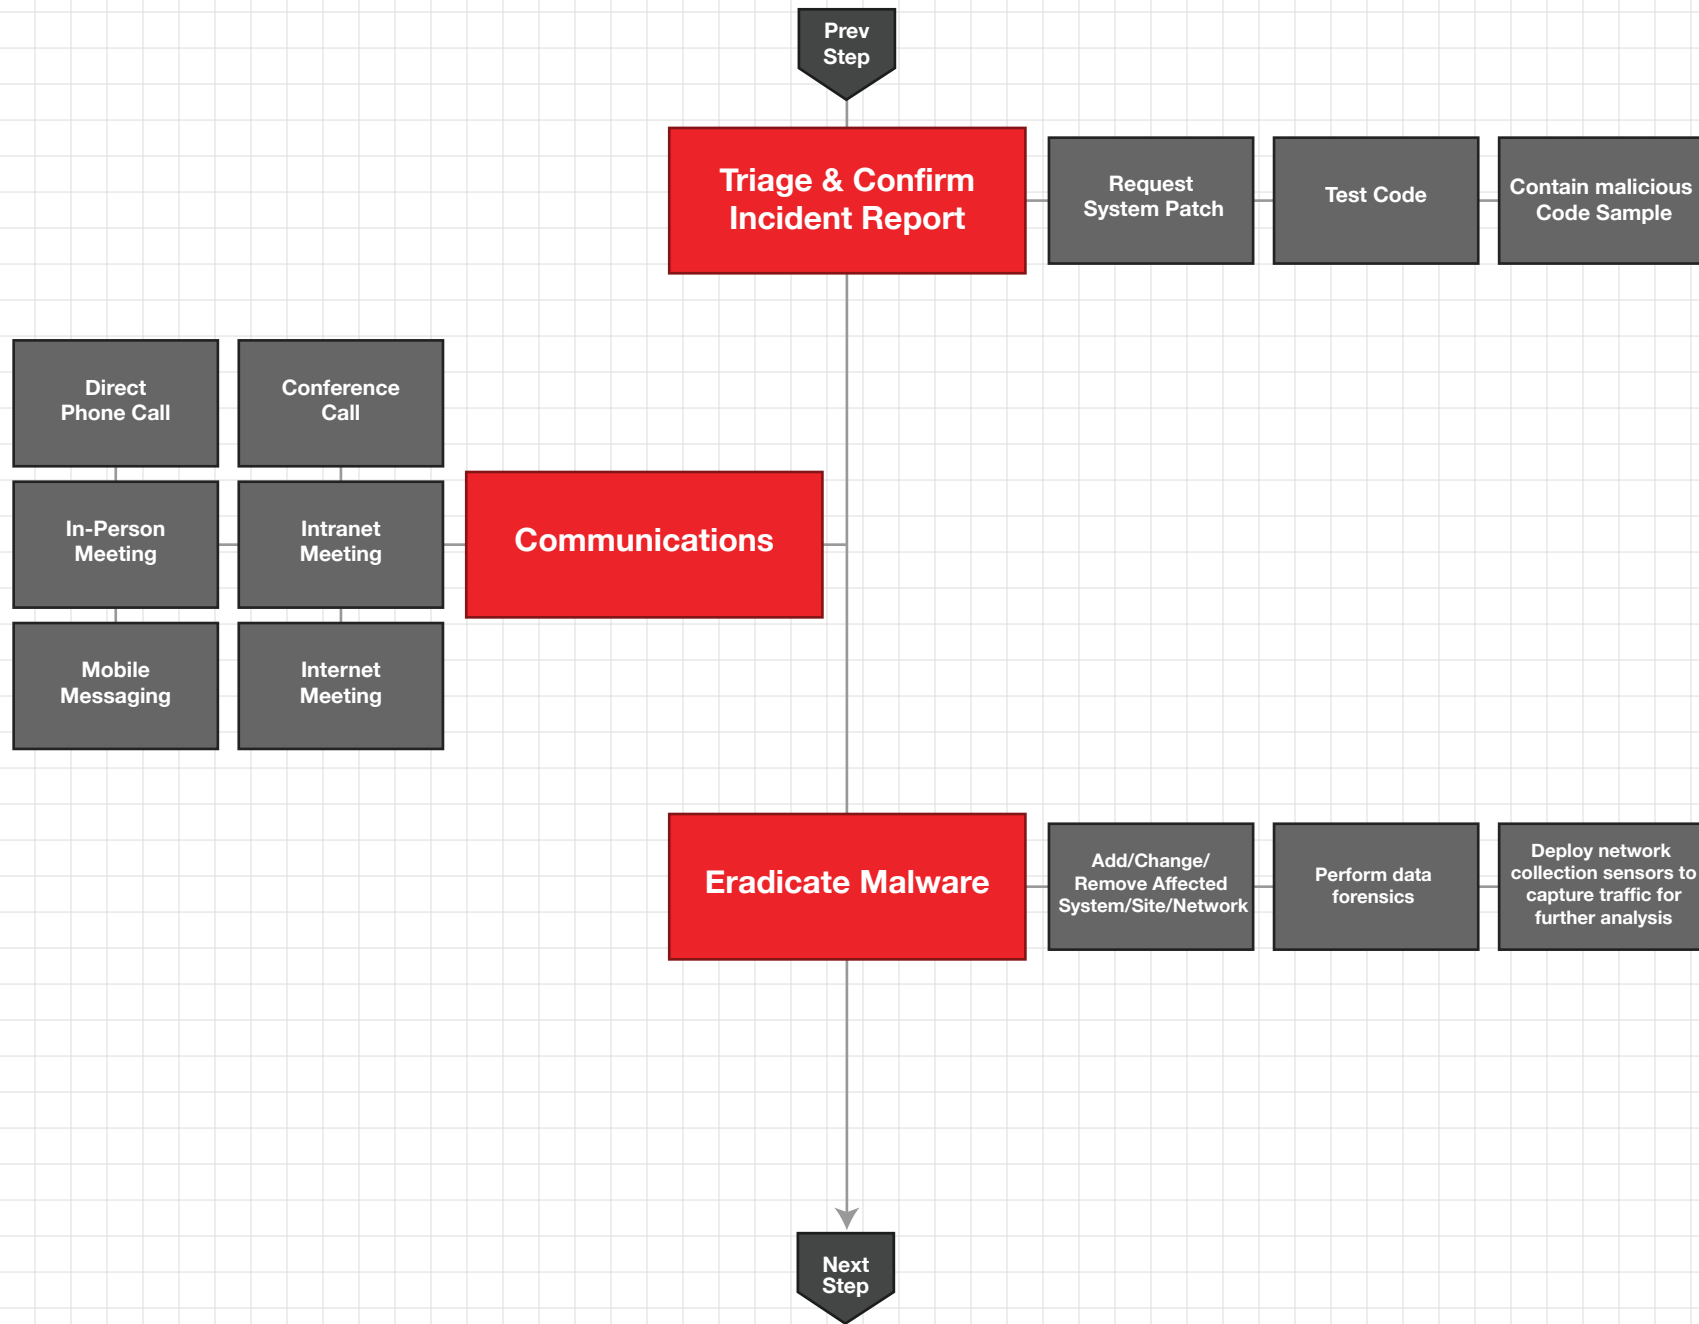 Prev
Step
Triage & Confirm
Incident Report
Request
System Patch
Test Code
Contain malicious
Code Sample
Direct
Phone Call
Conference
Call
In-Person
Meeting
Intranet
Meeting
Communications
Mobile
Messaging
Internet
Meeting
Eradicate Malware
Add/Change/
Remove Affected
System/Site/Network
Perform data
forensics
Deploy network
collection sensors to
capture traffic for
further analysis
Next
Step